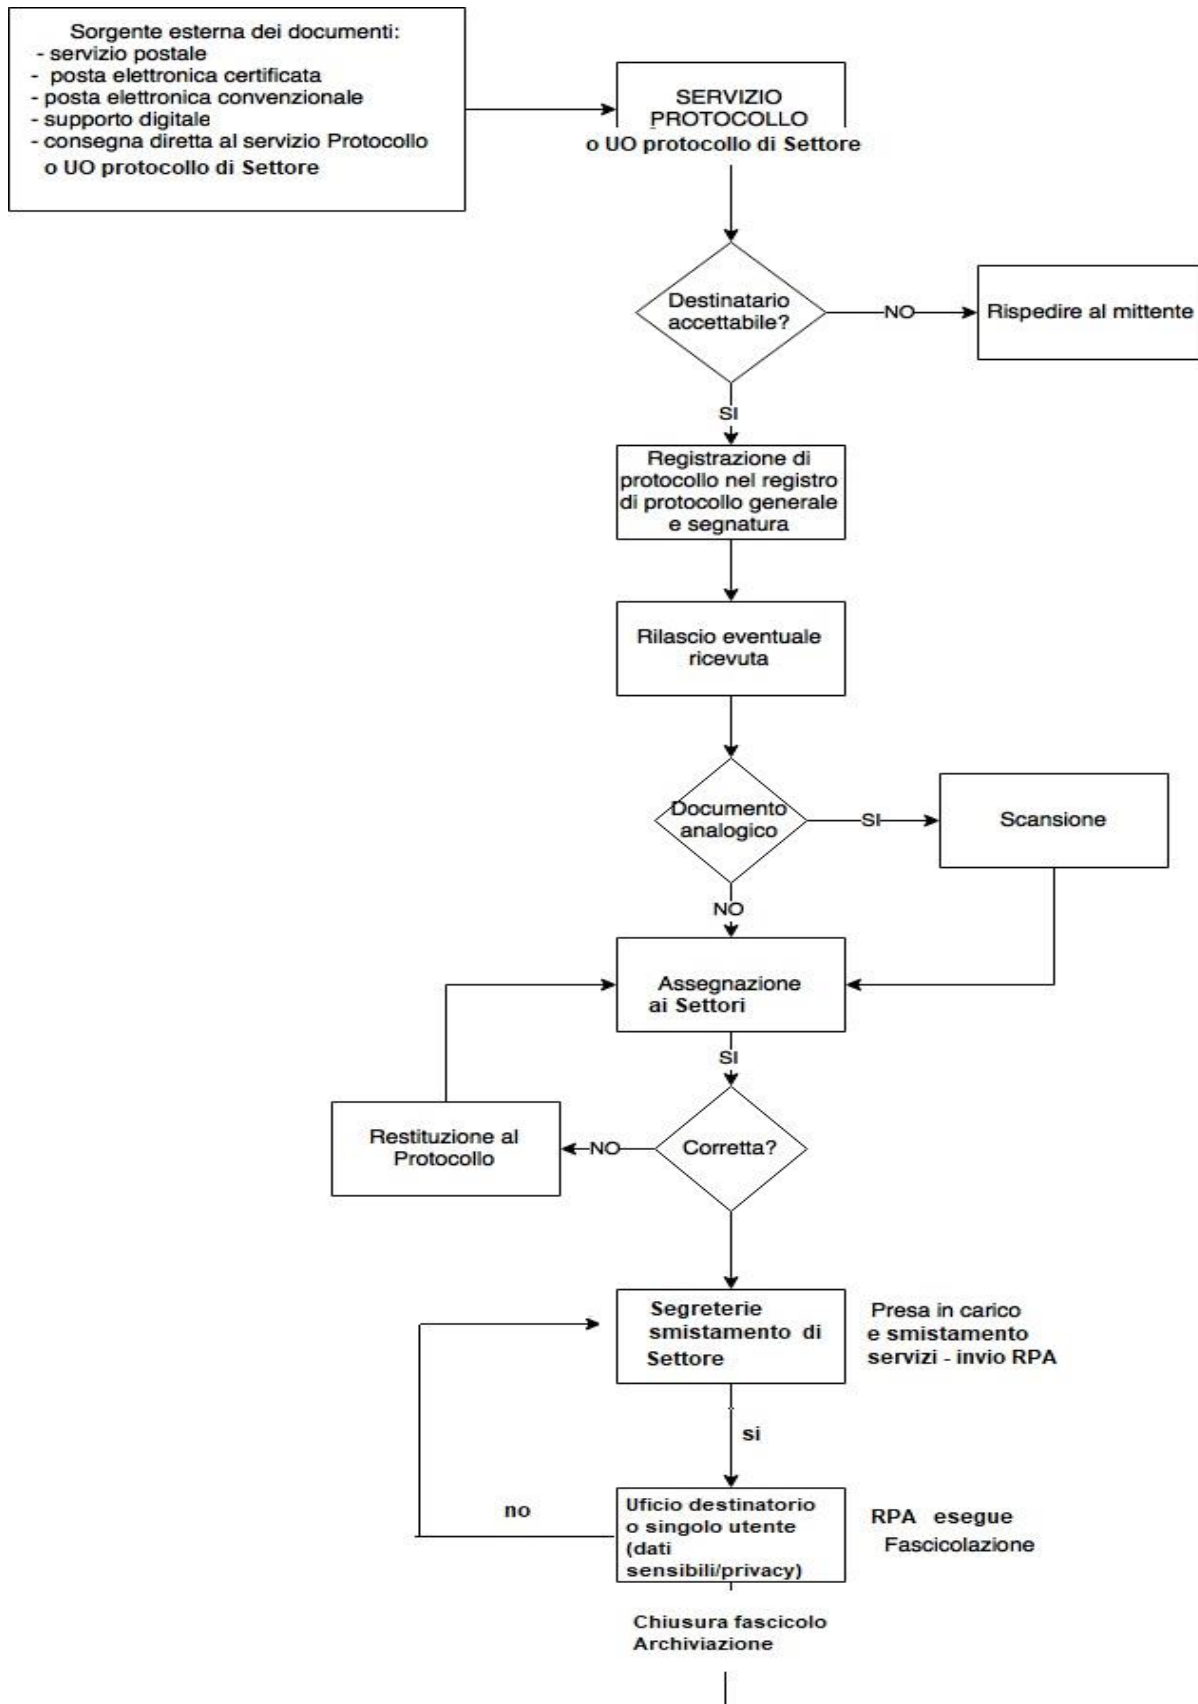 Sorgente esterna dei documenti:
- servizio postale
- posta elettronica certificata
- posta elettronica convenzionale
- supporto digitale
- consegna diretta al servizio Protocollo
o UO protocollo di Settore
SERVIZIO
PROTOCOLLO
o UO protocollo di Settore
Destinatario
accettabile?
NO
Rispedire al mittente
SI
Registrazione di
protocollo nel registro
di protocollo generale
e segnatura
Rilascio eventuale
ricevuta
Documento
analogico
SI
Scansione
NO
Assegnazione
ai Settori
SI
Corretta?
NO
Restituzione al
Protocollo
Segreterie
smistamento di
Settore
Presa in carico
e smistamento
servizi - invio RPA
si
no
Uficio destinatorio
o singolo utente
(dati
sensibili/privacy)
RPA esegue
Fascicolazione
Chiusura fascicolo
Archiviazione